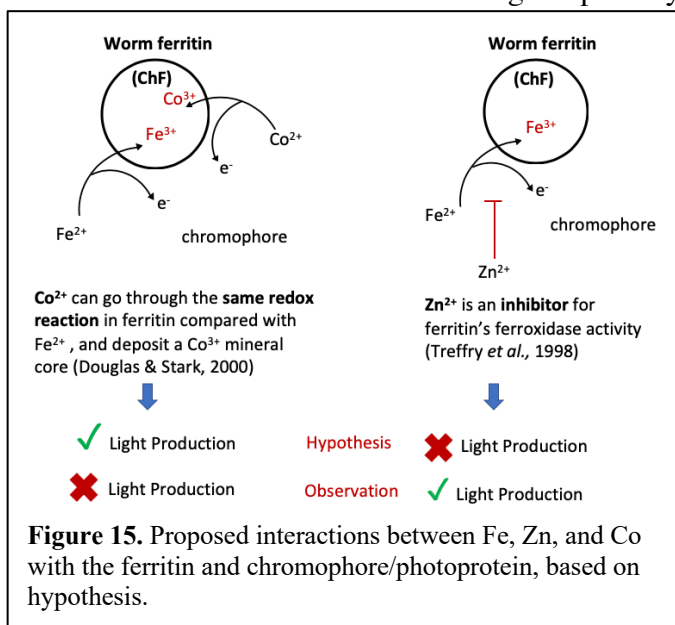 Worm ferritin
(ChF)
Co³⁺
Fe³⁺
Co²⁺
e⁻
e⁻
Fe²⁺
chromophore
Co²⁺ can go through the same redox
reaction in ferritin compared with
Fe²⁺ , and deposit a Co³⁺ mineral
core (Douglas & Stark, 2000)
Worm ferritin
(ChF)
Fe³⁺
e⁻
Fe²⁺
chromophore
Zn²⁺
Zn²⁺ is an inhibitor for
ferritin’s ferroxidase activity
(Treffry et al., 1998)
Light Production Hypothesis Light Production
Light Production Observation Light Production
Figure 15. Proposed interactions between Fe, Zn, and Co
with the ferritin and chromophore/photoprotein, based on
hypothesis.